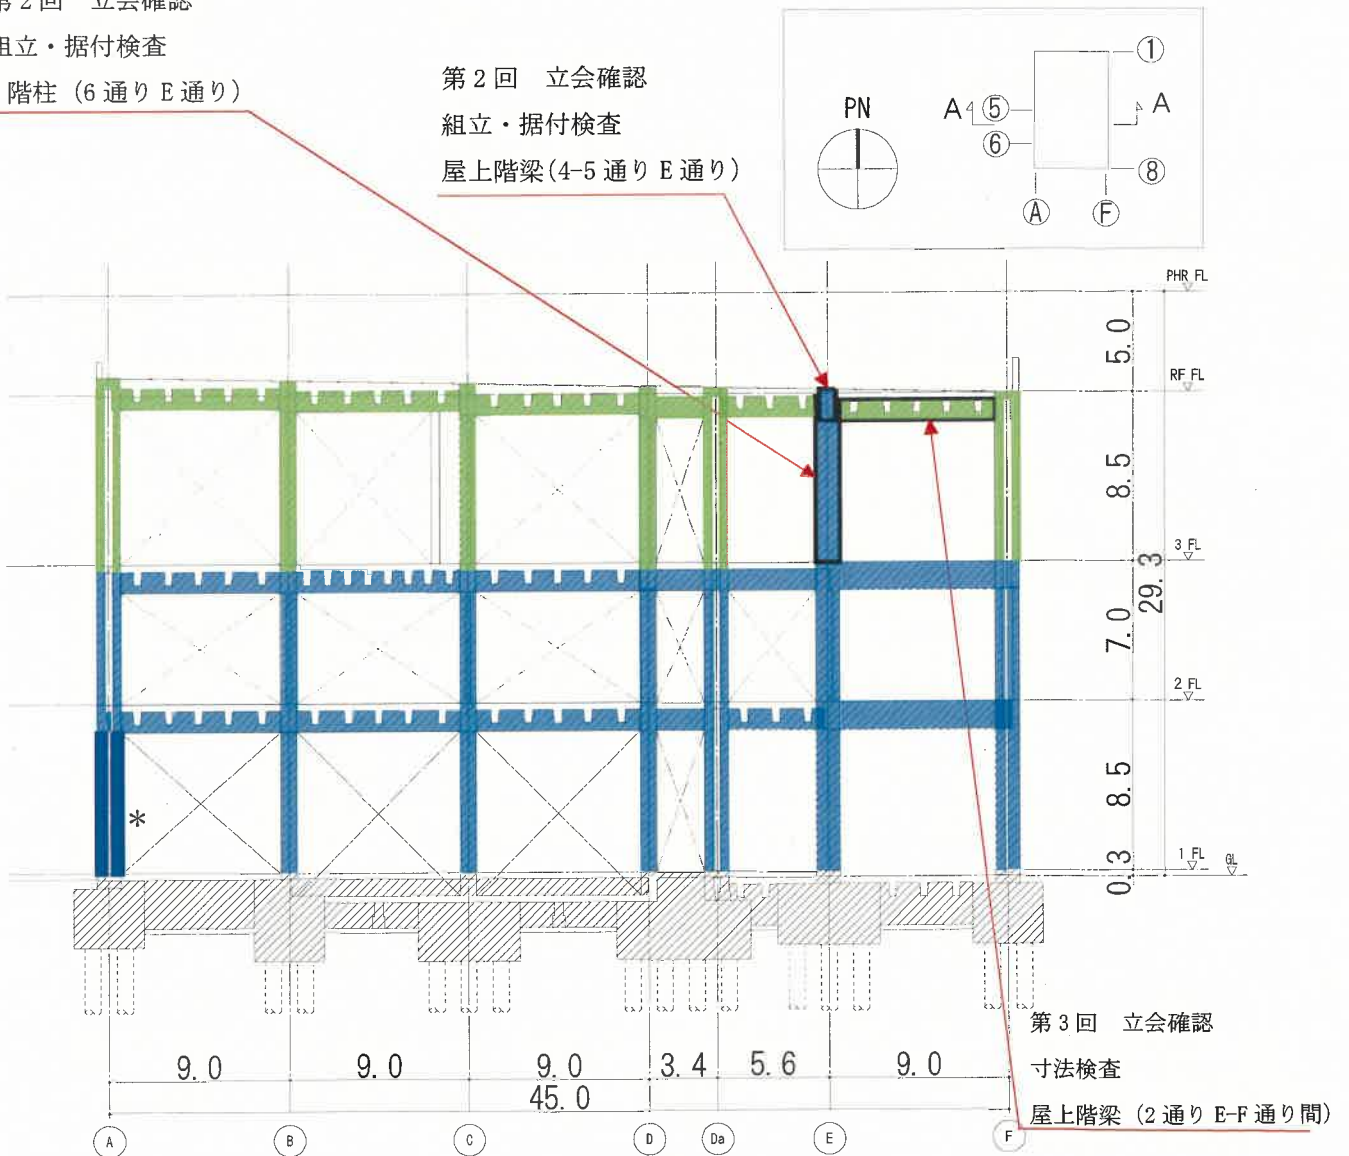 第2回 立会確認
組立・据付検査
階柱（6通りE通り）
第2回 立会確認
組立・据付検査
屋上階梁(4-5通りE通り)
PN
A
A
①
⑤
⑥
⑧
Ⓐ
Ⓕ
PHR FL
5.0
RF FL
8.5
3 FL
29.3
7.0
2 FL
8.5
*
1 FL
GL
0.3
第3回 立会確認
寸法検査
屋上階梁（2通りE-F通り間）
9.0 9.0 9.0 3.4 5.6 9.0
45.0
A B C D Da E F